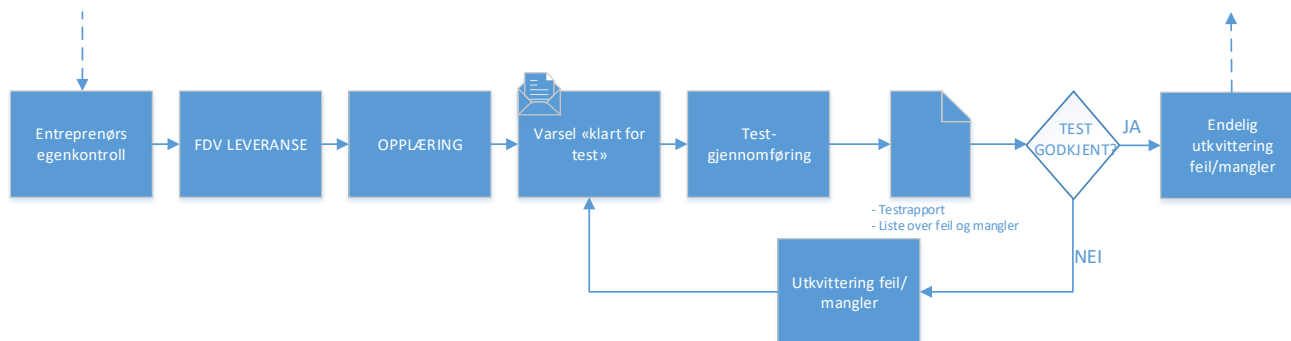 Entreprenørs
egenkontroll
FDV LEVERANSE
OPPLÆRING
Varsel «klart for
test»
Test-
gjennomføring
- Testrapport
- Liste over feil og mangler
TEST
GODKJENT?
JA
Endelig
utkvittering
feil/mangler
NEI
Utkvittering feil/
mangler